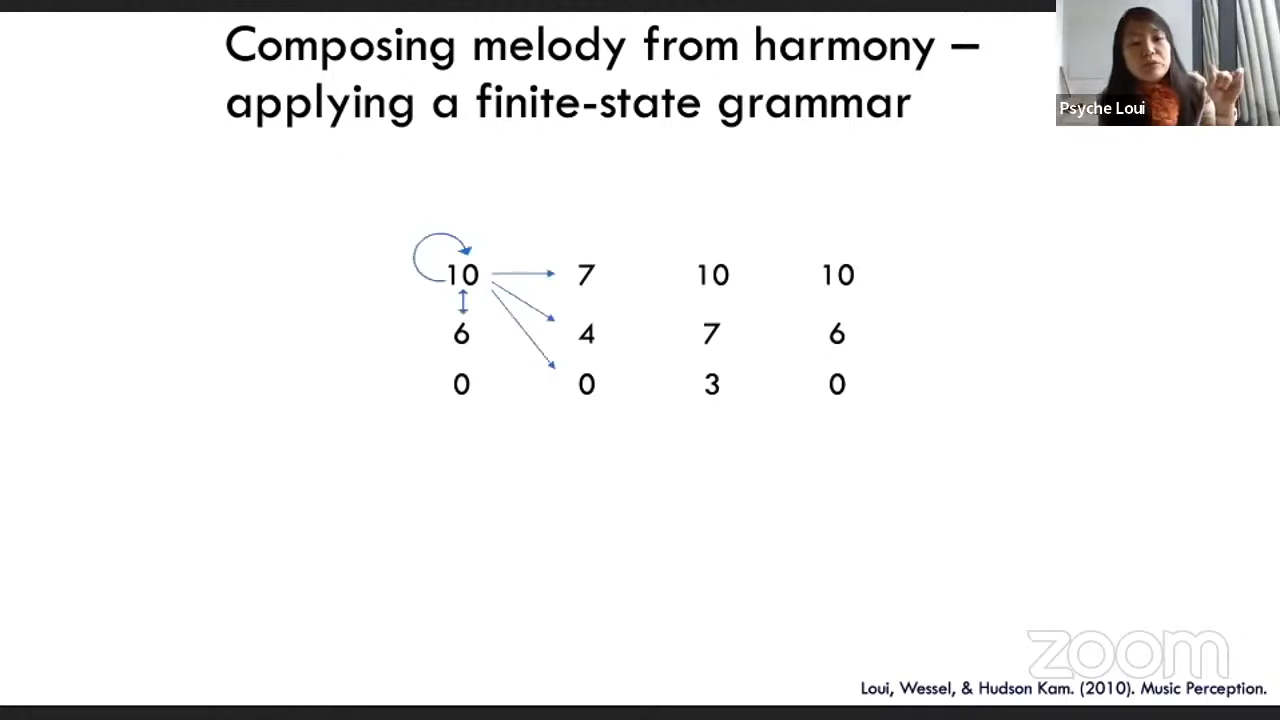 Composing melody from harmony –
applying a finite-state grammar
Psyche Loui
10 7 10 10
6 4 7 6
0 0 3 0
zoom
Loui, Wessel, & Hudson Kam. (2010). Music Perception.